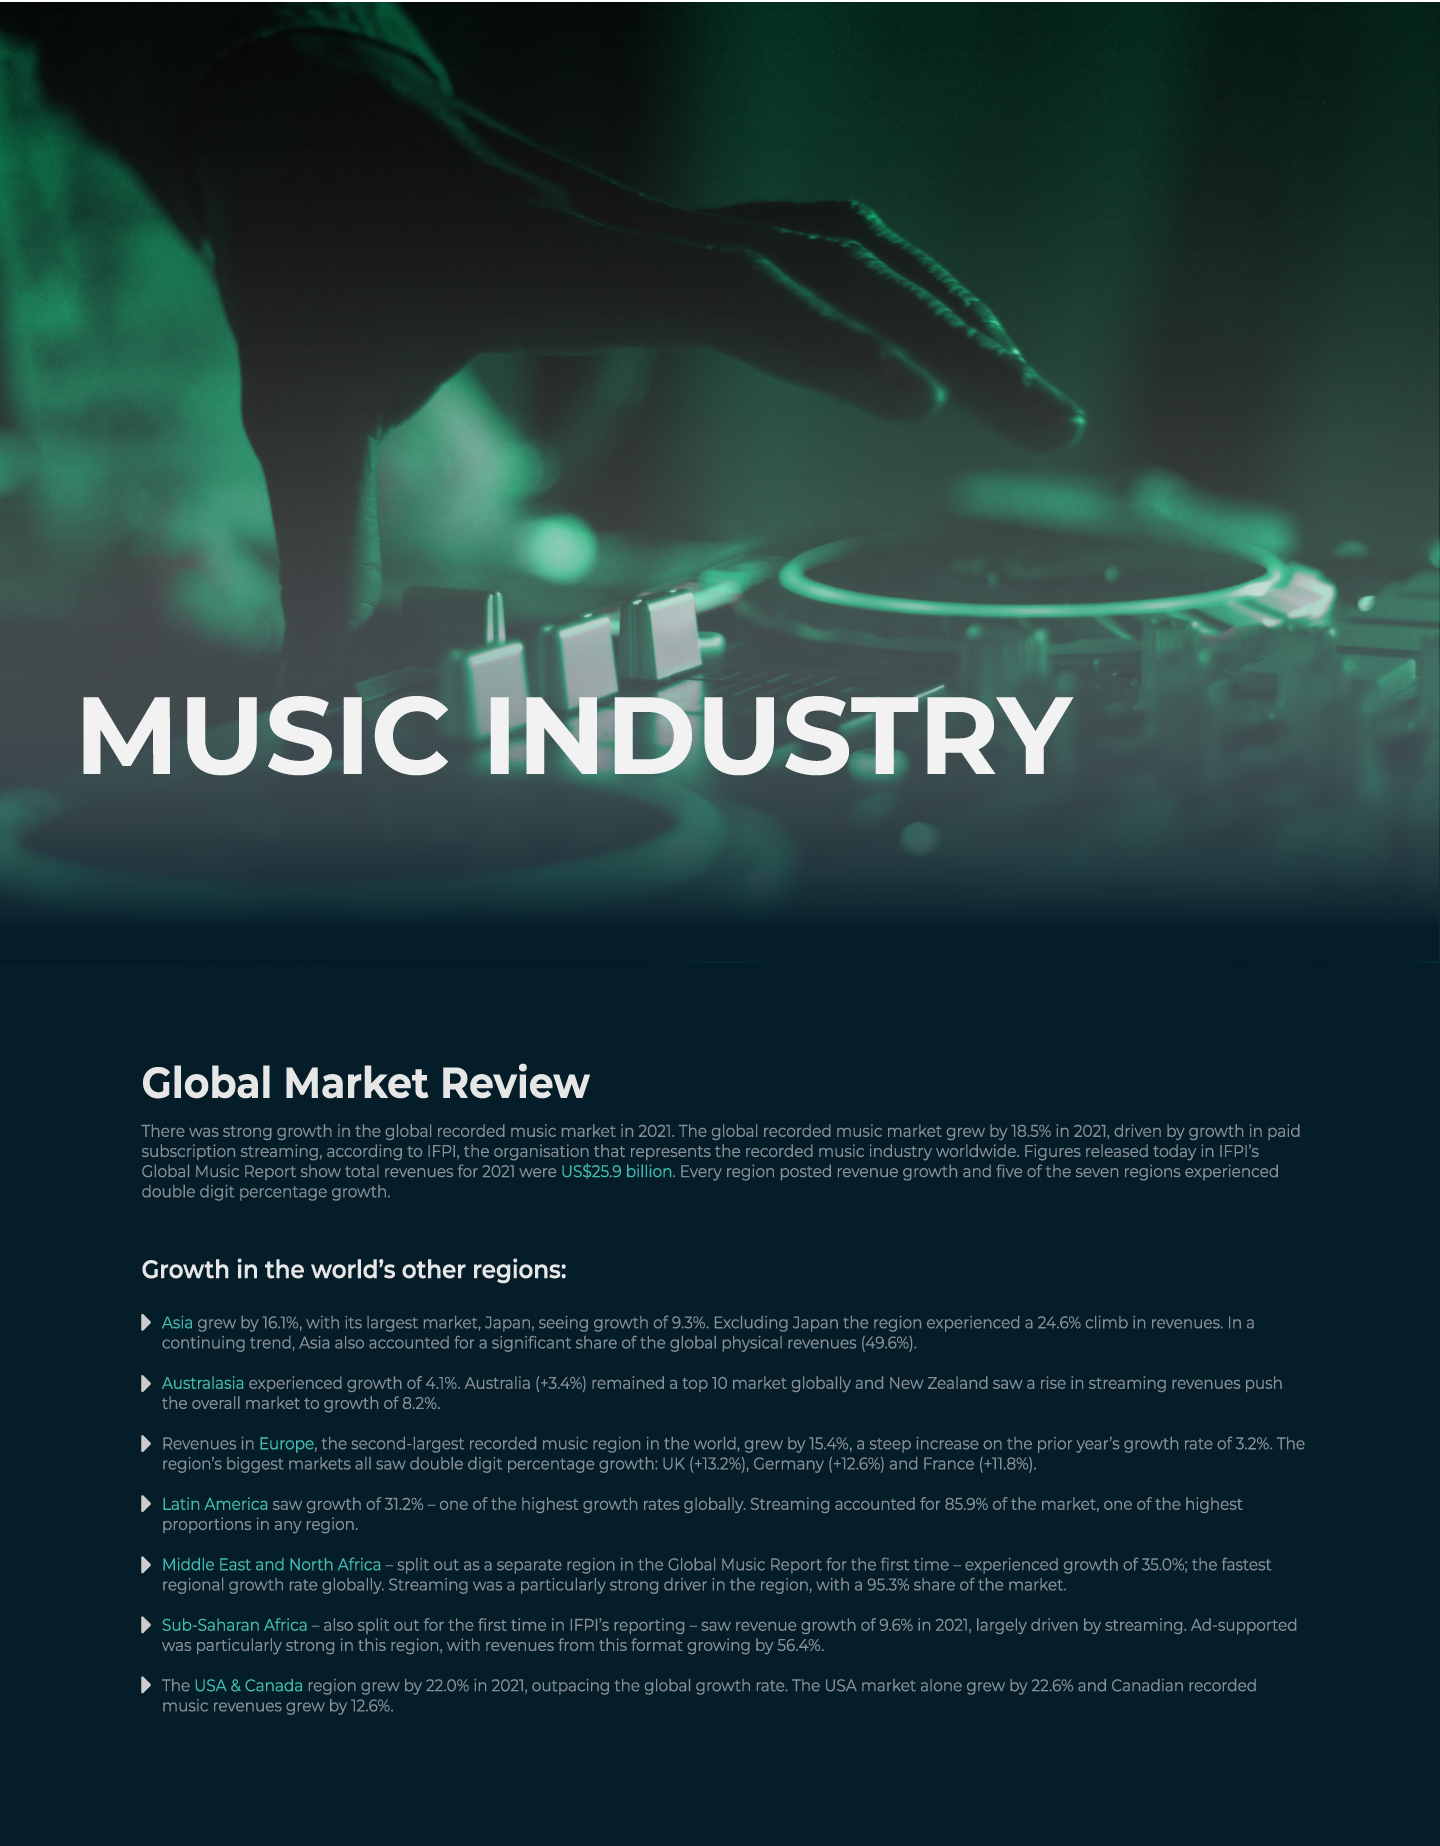 MUSIC INDUSTRY
Global Market Review
There was strong growth in the global recorded music market in 2021. The global recorded music market grew by 18.5% in 2021, driven by growth in paid
subscription streaming, according to IFPI, the organisation that represents the recorded music industry worldwide. Figures released today in IFPI’s
Global Music Report show total revenues for 2021 were US$25.9 billion. Every region posted revenue growth and five of the seven regions experienced
double digit percentage growth.
Growth in the world’s other regions:
Asia grew by 16.1%, with its largest market, Japan, seeing growth of 9.3%. Excluding Japan the region experienced a 24.6% climb in revenues. In a
continuing trend, Asia also accounted for a significant share of the global physical revenues (49.6%).
Australasia experienced growth of 4.1%. Australia (+3.4%) remained a top 10 market globally and New Zealand saw a rise in streaming revenues push
the overall market to growth of 8.2%.
Revenues in Europe, the second-largest recorded music region in the world, grew by 15.4%, a steep increase on the prior year’s growth rate of 3.2%. The
region’s biggest markets all saw double digit percentage growth: UK (+13.2%), Germany (+12.6%) and France (+11.8%).
Latin America saw growth of 31.2% – one of the highest growth rates globally. Streaming accounted for 85.9% of the market, one of the highest
proportions in any region.
Middle East and North Africa – split out as a separate region in the Global Music Report for the first time – experienced growth of 35.0%; the fastest
regional growth rate globally. Streaming was a particularly strong driver in the region, with a 95.3% share of the market.
Sub-Saharan Africa – also split out for the first time in IFPI’s reporting – saw revenue growth of 9.6% in 2021, largely driven by streaming. Ad-supported
was particularly strong in this region, with revenues from this format growing by 56.4%.
The USA & Canada region grew by 22.0% in 2021, outpacing the global growth rate. The USA market alone grew by 22.6% and Canadian recorded
music revenues grew by 12.6%.